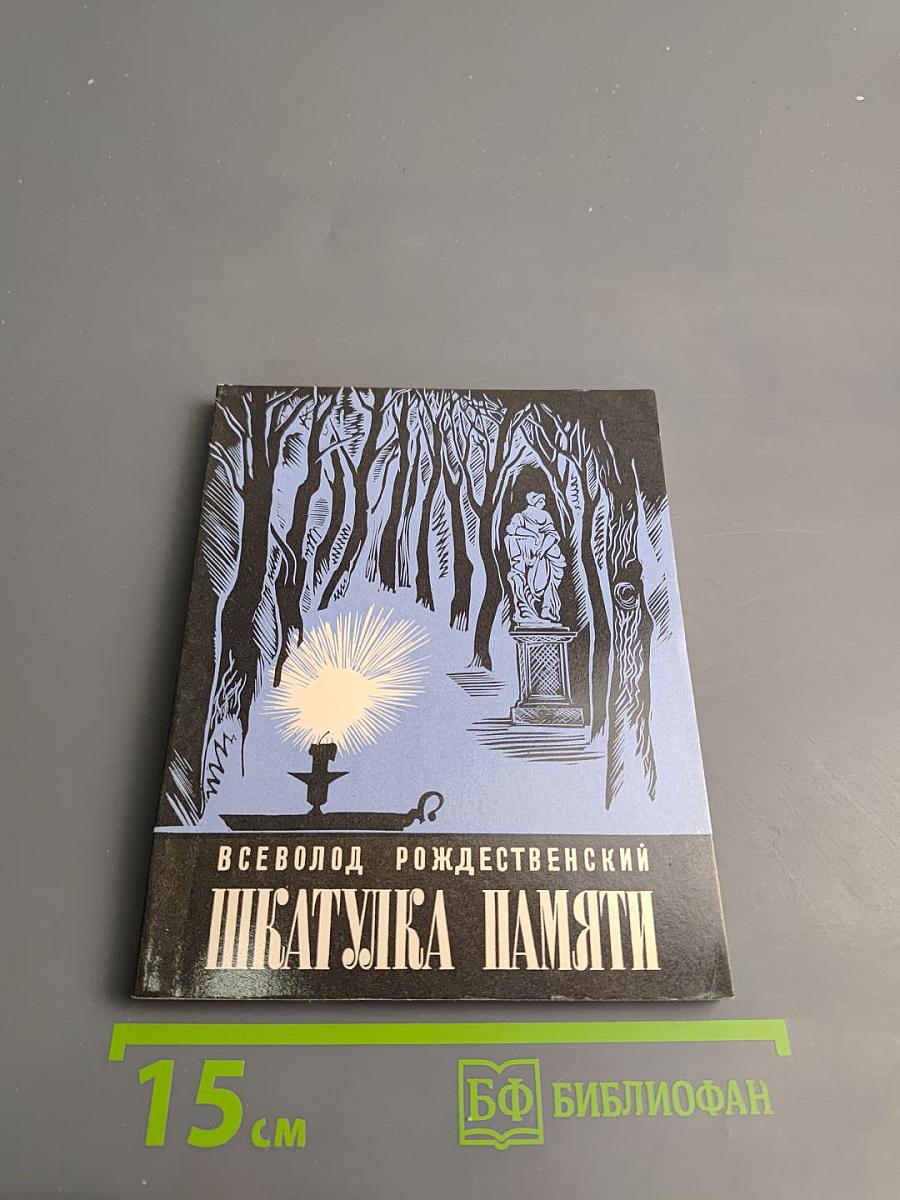 ВСЕВОЛОД РОЖДЕСТВЕНСКИЙ
ШКАТУЛКА ПАМЯТИ
15 см
БФ БИБЛИОФАН